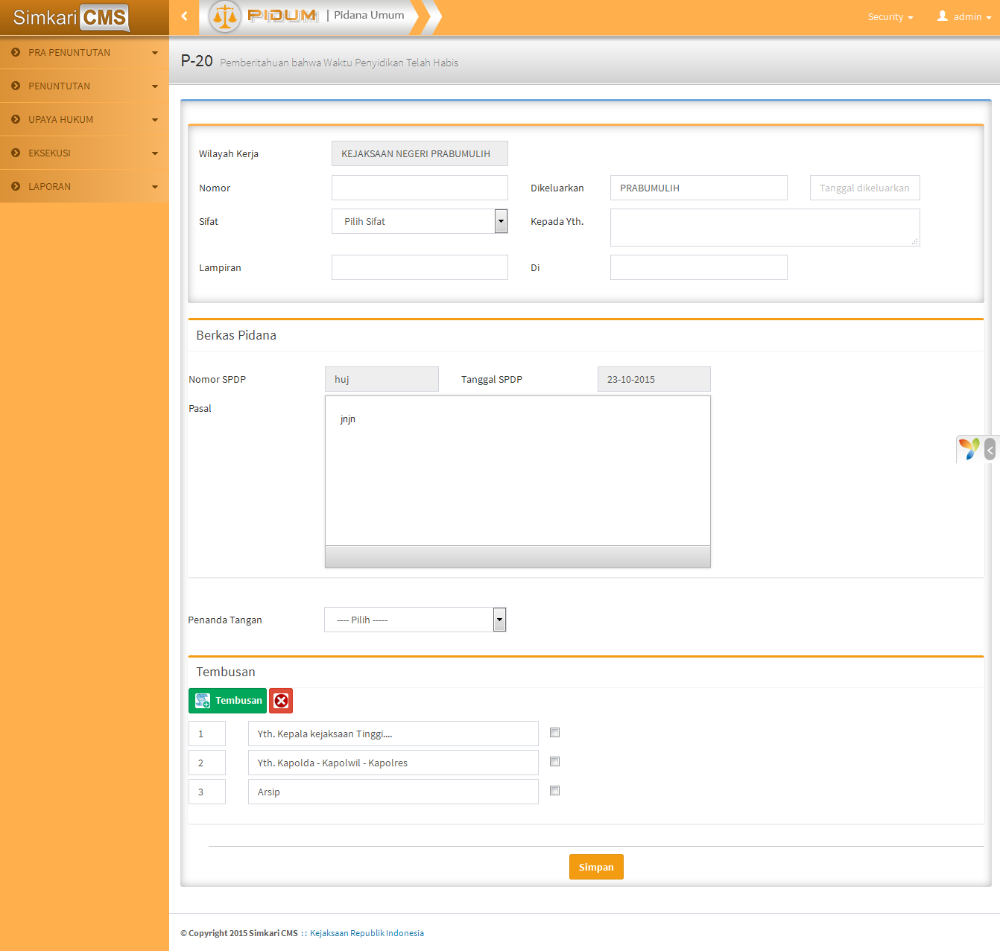 Simkari CMS
PIDUM | Pidana Umum
Security
admin
PRA PENUNTUTAN
PENUNTUTAN
UPAYA HUKUM
EKSEKUSI
LAPORAN
P-20 Pemberitahuan bahwa Waktu Penyidikan Telah Habis
Wilayah Kerja KEJAKSAAN NEGERI PRABUMULIH
Nomor Dikeluarkan PRABUMULIH Tanggal dikeluarkan
Sifat Pilih Sifat Kepada Yth.
Lampiran Di
Berkas Pidana
Nomor SPDP huj Tanggal SPDP 23-10-2015
Pasal
jnjn
Penanda Tangan ---- Pilih -----
Tembusan
Tembusan
1 Yth. Kepala kejaksaan Tinggi....
2 Yth. Kapolda - Kapolwil - Kapolres
3 Arsip
Simpan
© Copyright 2015 Simkari CMS :: Kejaksaan Republik Indonesia